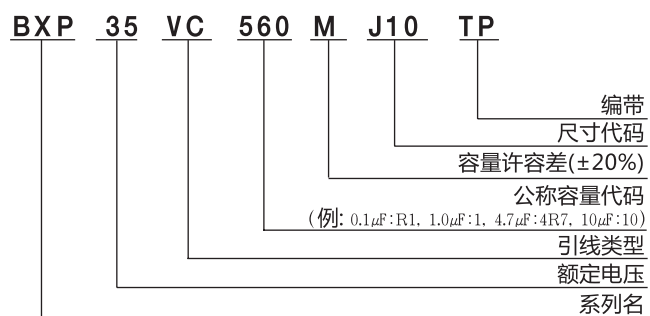 BXP 35 VC 560 M J10 TP
编带
尺寸代码
容量许容差(±20%)
公称容量代码
(例: 0.1μF:R1, 1.0μF:1, 4.7μF:4R7, 10μF:10)
引线类型
额定电压
系列名